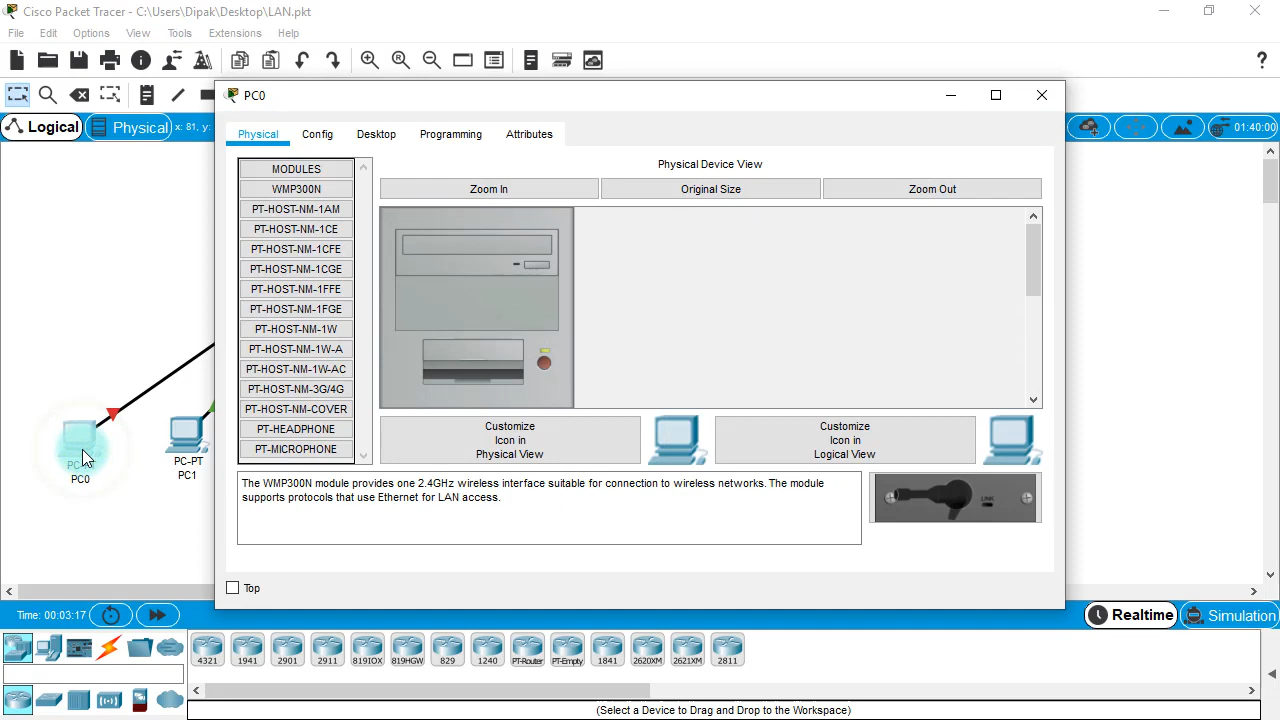 Cisco Packet Tracer - C:\Users\Dipak\Desktop\LAN.pkt
File Edit Options View Tools Extensions Help
Logical
Physical
x: 81, y:
01:40:00
PC0
Physical Config Desktop Programming Attributes
MODULES
WMP300N
PT-HOST-NM-1AM
PT-HOST-NM-1CE
PT-HOST-NM-1CFE
PT-HOST-NM-1CGE
PT-HOST-NM-1FFE
PT-HOST-NM-1FGE
PT-HOST-NM-1W
PT-HOST-NM-1W-A
PT-HOST-NM-1W-AC
PT-HOST-NM-3G/4G
PT-HOST-NM-COVER
PT-HEADPHONE
PT-MICROPHONE
Physical Device View
Zoom In
Original Size
Zoom Out
Customize
Icon in
Physical View
Customize
Icon in
Logical View
The WMP300N module provides one 2.4GHz wireless interface suitable for connection to wireless networks. The module
supports protocols that use Ethernet for LAN access.
LINK
Top
PC0
PC-PT
PC1
Time: 00:03:17
Realtime
Simulation
4321 1941 2901 2911 819IOX 819HGW 829 1240 PT-Router PT-Empty 1841 2620XM 2621XM 2811
(Select a Device to Drag and Drop to the Workspace)